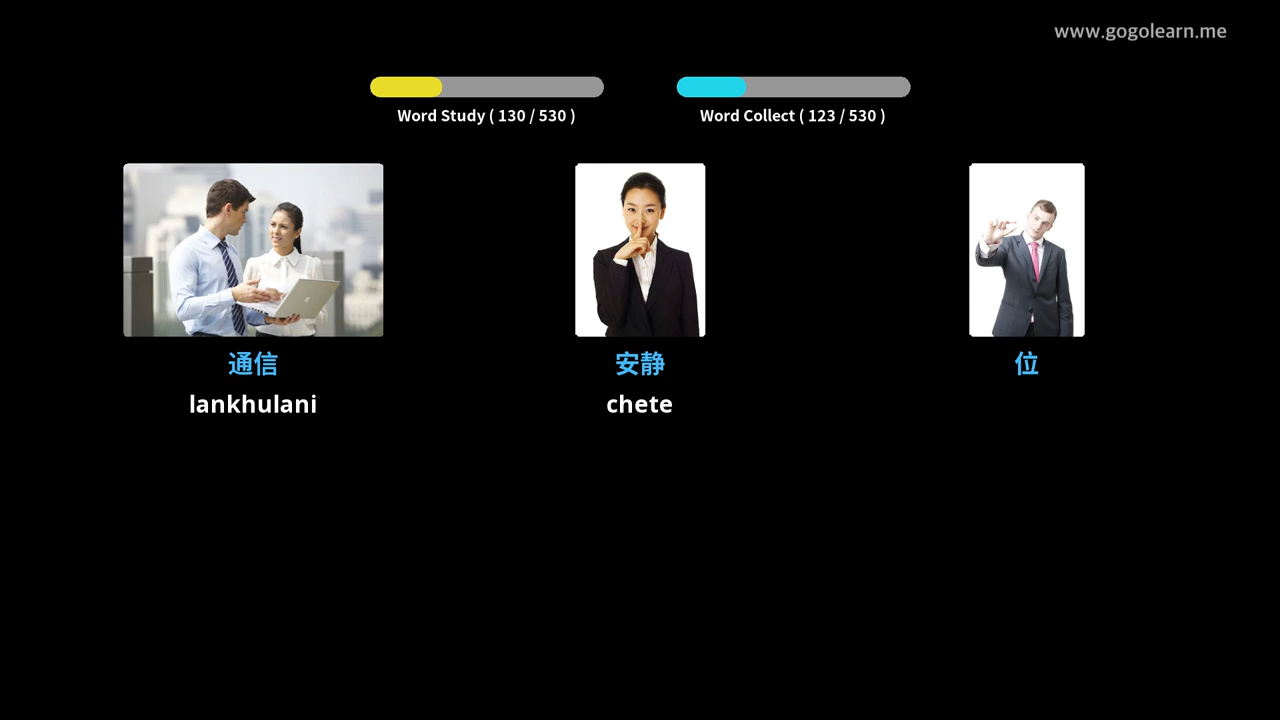 www.gogolearn.me
Word Study ( 130 / 530 )
Word Collect ( 123 / 530 )
通信
安静
位
lankhulani
chete